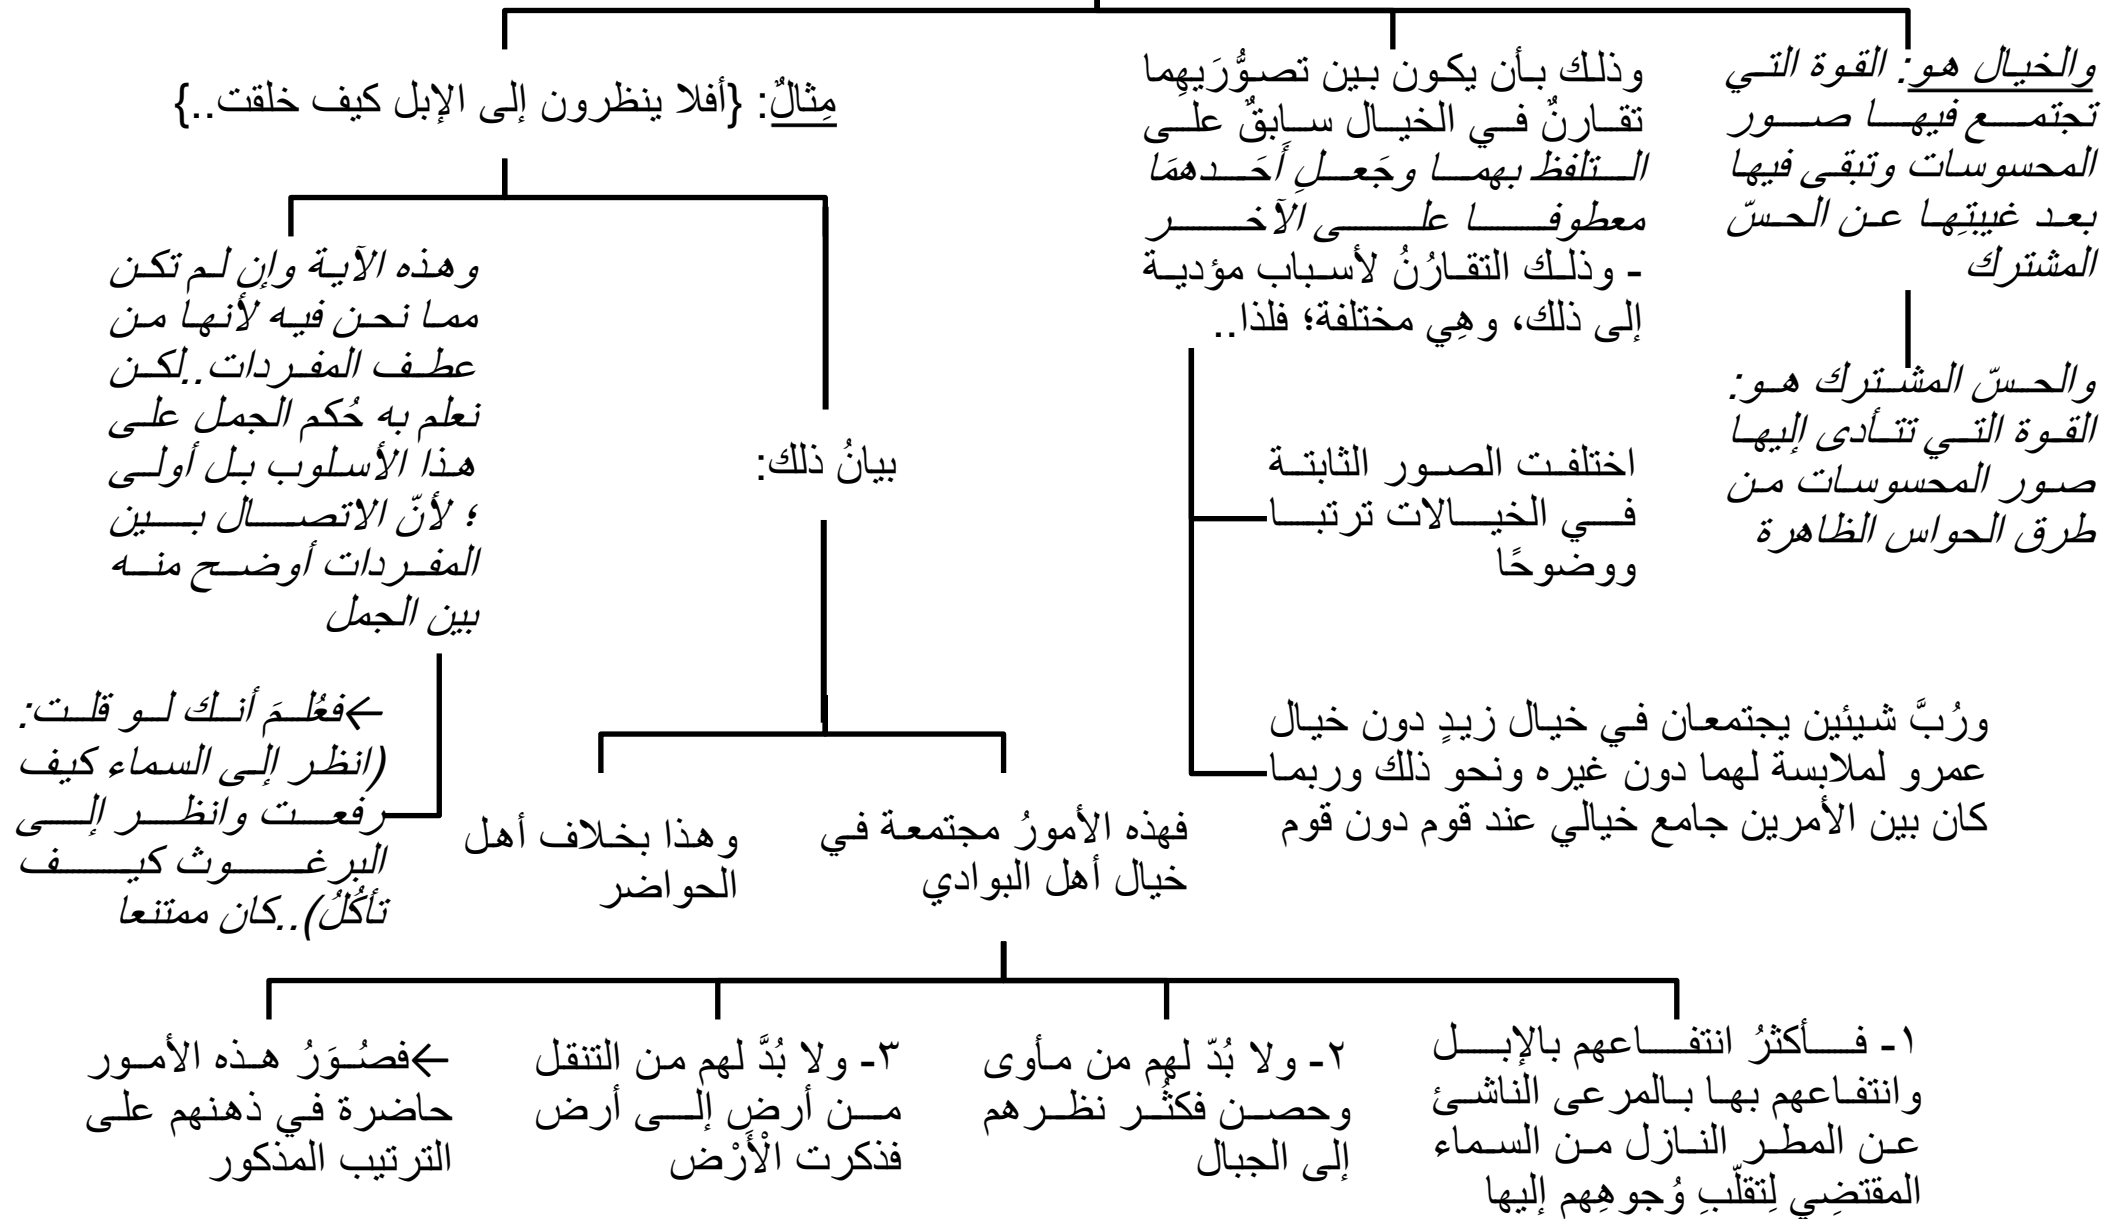 والخيال هو: القوة التي
تجتمع فيها صور
المحسوسات وتبقى فيها
بعد غيبتِها عن الحسّ
المشترك
والحسّ المشترك هو:
القوة التي تتأدى إليها
صور المحسوسات من
طرق الحواس الظاهرة
وذلك بأن يكون بين تصوُّرَيهِما
تقارنٌ في الخيال سابقٌ على
التلفظ بهما وجَعلِ أَحَدهمَا
معطوفا على الآخر
- وذلك التقارُنُ لأسباب مؤدية
إلى ذلك، وهِي مختلفة؛ فلذا..
اختلفت الصور الثابتة
في الخيالات ترتبا
ووضوحًا
ورُبَّ شيئين يجتمعان في خيال زيدٍ دون خيال
عمرو لملابسة لهما دون غيره ونحو ذلك وربما
كان بين الأمرين جامع خيالي عند قوم دون قوم
مِثالٌ: {أفلا ينظرون إلى الإبل كيف خلقت..}
وهذه الآية وإن لم تكن
مما نحن فيه لأنها من
عطف المفردات..لكن
نعلم به حُكم الجمل على
هذا الأسلوب بل أولى
؛ لأنّ الاتصال بين
المفردات أوضح منه
بين الجمل
←فعُلمَ أنك لو قلت:
(انظر إلى السماء كيف
رفعت وانظر إلى
البرغوث كيف
تأكُلُ)..كان ممتنعا
بيانُ ذلك:
فهذه الأمورُ مجتمعة في
خيال أهل البوادي
وهذا بخلاف أهل
الحواضر
١- فأكثرُ انتفاعهم بالإبل
وانتفاعهم بها بالمرعى الناشئ
عن المطر النازل من السماء
المقتضِي لِتقلّبِ وُجوهِهم إليها
٢- ولا بُدّ لهم من مأوى
وحصن فكثُر نظرهم
إلى الجبال
٣- ولا بُدَّ لهم من التنقل
من أرضٍ إلى أرض
فذكرت الْأَرْض
←فصُوَرُ هذه الأمور
حاضرة في ذهنهم على
الترتيب المذكور